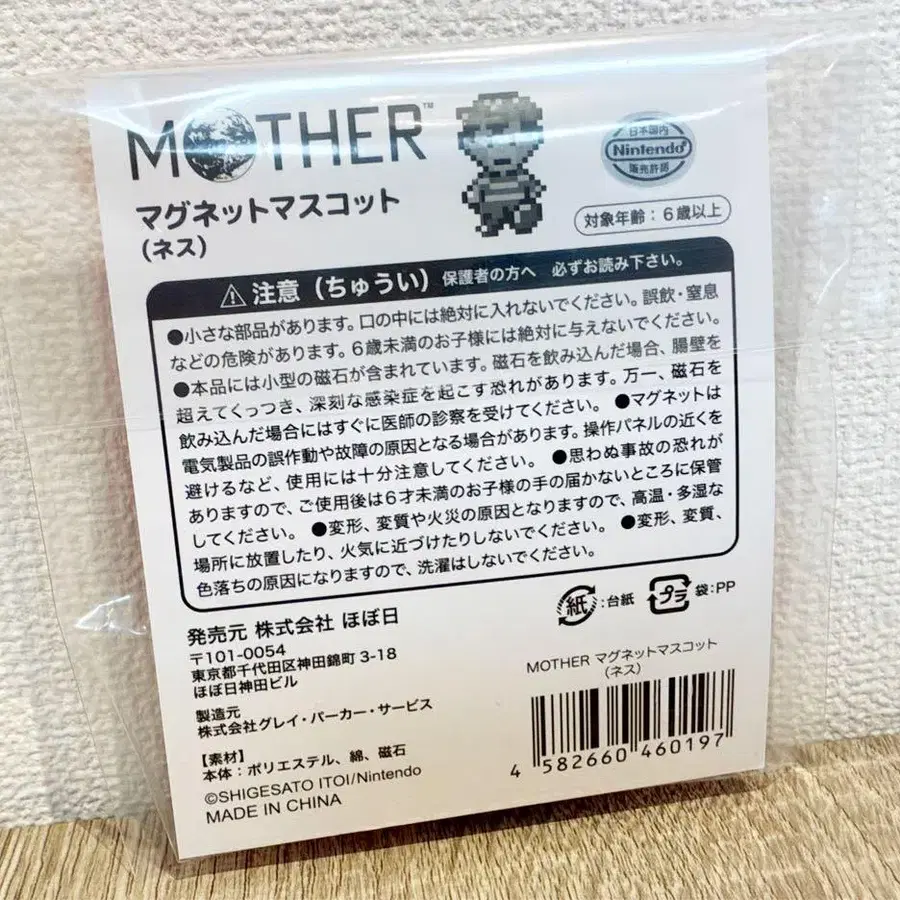 MOTHER™
マグネットマスコット
(ネス)
日本国内
Nintendo®
販売許諾
対象年齢:6歳以上
⚠注意(ちゅうい) 保護者の方へ 必ずお読み下さい。
●小さな部品があります。口の中には絶対に入れないでください。誤飲・窒息
などの危険があります。6歳未満のお子様には絶対に与えないでください。
●本品には小型の磁石が含まれています。磁石を飲み込んだ場合、腸壁を
超えてくっつき、深刻な感染症を起こす恐れがあります。万一、磁石を
飲み込んだ場合にはすぐに医師の診察を受けてください。 ●マグネットは
電気製品の誤作動や故障の原因となる場合があります。操作パネルの近くを
避けるなど、使用には十分注意してください。 ●思わぬ事故の恐れが
ありますので、ご使用後は6才未満のお子様の手の届かないところに保管
してください。 ●変形、変質や火災の原因となりますので、高温・多湿な
場所に放置したり、火気に近づけたりしないでください。 ●変形、変質、
色落ちの原因になりますので、洗濯はしないでください。
発売元 株式会社 ほぼ日
〒101-0054
東京都千代田区神田錦町 3-18
ほぼ日神田ビル
製造元
株式会社グレイ・パーカー・サービス
【素材】
本体:ポリエステル、綿、磁石
©SHIGESATO ITOI/Nintendo
MADE IN CHINA
紙:台紙 プラ 袋:PP
MOTHER マグネットマスコット
(ネス)
4 582660 460197